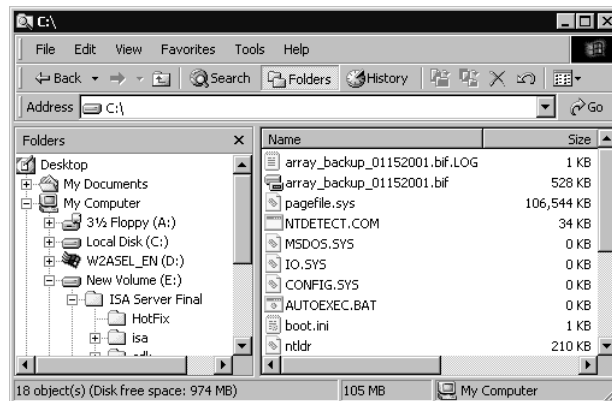 C:\
File Edit View Favorites Tools Help
Back Search Folders History
Address C:\ Go
Folders x Name Size
Desktop array_backup_01152001.bif.LOG 1 KB
My Documents array_backup_01152001.bif 528 KB
My Computer pagefile.sys 106,544 KB
3½ Floppy (A:) NTDETECT.COM 34 KB
Local Disk (C:) MSDOS.SYS 0 KB
W2ASEL_EN (D:) IO.SYS 0 KB
New Volume (E:) CONFIG.SYS 0 KB
ISA Server Final AUTOEXEC.BAT 0 KB
HotFix boot.ini 1 KB
isa ntldr 210 KB
18 object(s) (Disk free space: 974 MB) 105 MB My Computer